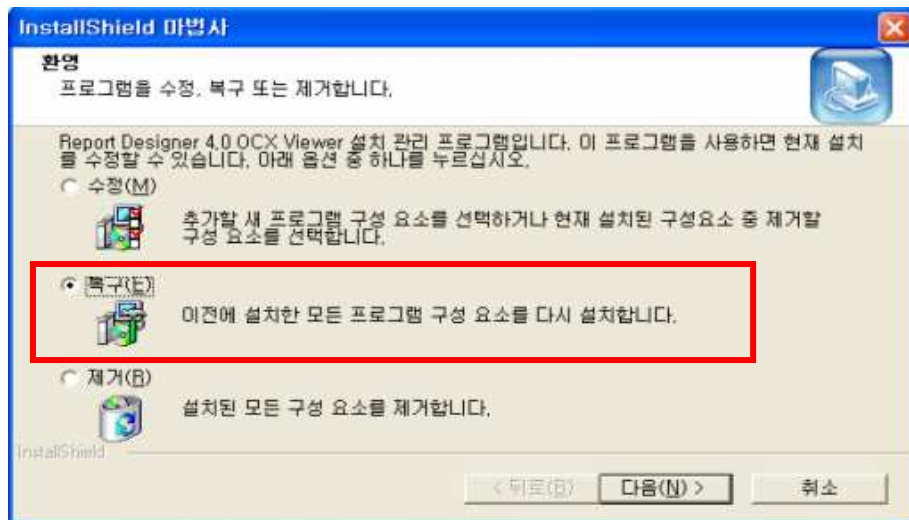 InstallShield 마법사
환영
프로그램을 수정, 복구 또는 제거합니다.
Report Designer 4.0 OCX Viewer 설치 관리 프로그램입니다. 이 프로그램을 사용하면 현재 설치
를 수정할 수 있습니다. 아래 옵션 중 하나를 누르십시오.
수정(M)
추가할 새 프로그램 구성 요소를 선택하거나 현재 설치된 구성요소 중 제거할
구성 요소를 선택합니다.
복구(E)
이전에 설치한 모든 프로그램 구성 요소를 다시 설치합니다.
제거(R)
설치된 모든 구성 요소를 제거합니다.
InstallShield
< 뒤로(B) 다음(N) > 취소